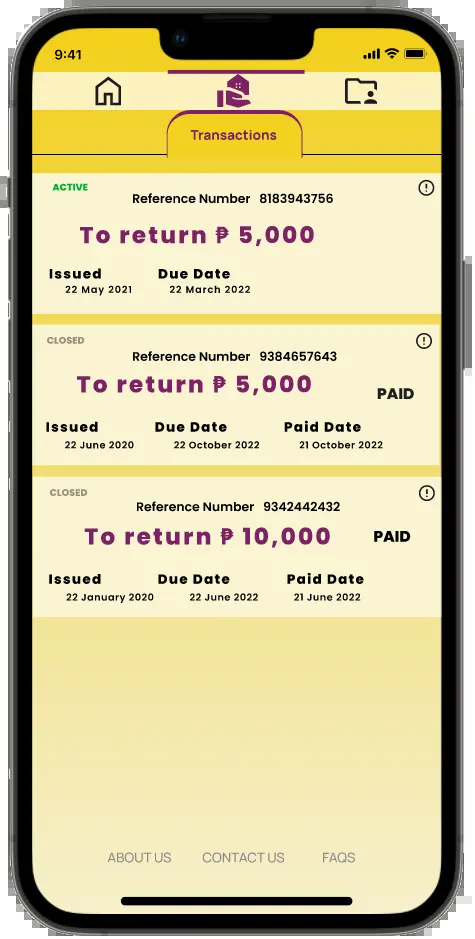 9:41
Transactions
ACTIVE
Reference Number 8183943756
To return ₱ 5,000
Issued Due Date
22 May 2021 22 March 2022
CLOSED
Reference Number 9384657643
To return ₱ 5,000 PAID
Issued Due Date Paid Date
22 June 2020 22 October 2022 21 October 2022
CLOSED
Reference Number 9342442432
To return ₱ 10,000 PAID
Issued Due Date Paid Date
22 January 2020 22 June 2022 21 June 2022
ABOUT US CONTACT US FAQS